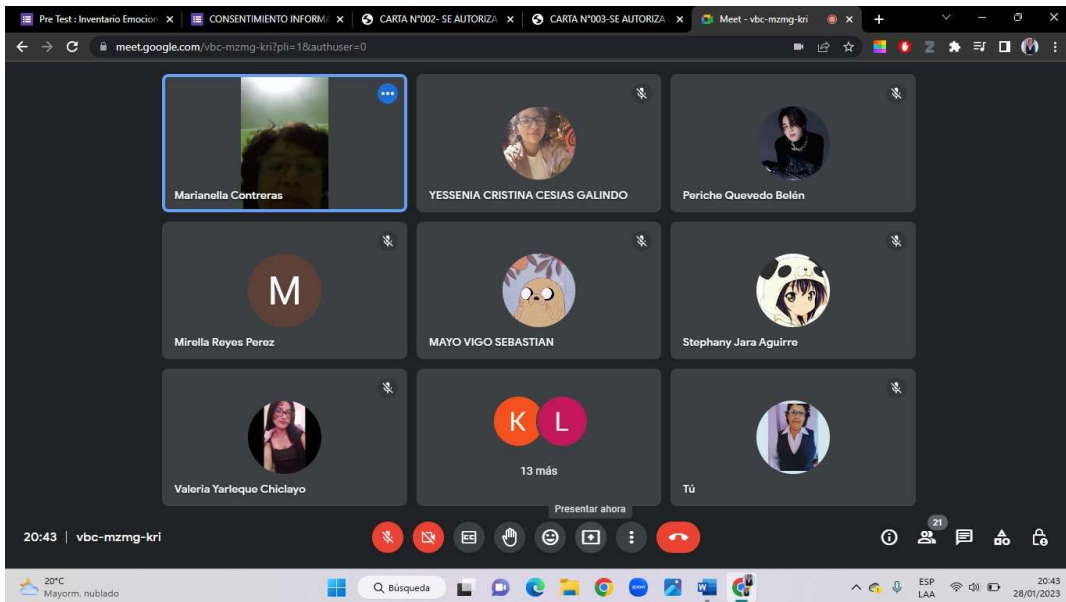 Pre Test : Inventario Emocion
CONSENTIMIENTO INFORMA
CARTA N°002- SE AUTORIZA
CARTA N°003-SE AUTORIZA
Meet - vbc-mzmg-kri
meet.google.com/vbc-mzmg-kri?pli=1&authuser=0
Marianella Contreras
YESSENIA CRISTINA CESIAS GALINDO
Periche Quevedo Belén
M
Mirella Reyes Perez
MAYO VIGO SEBASTIAN
Stephany Jara Aguirre
Valeria Yarleque Chiclayo
K L
13 más
Tú
Presentar ahora
20:43 | vbc-mzmg-kri
21
20°C
Mayorm. nublado
Búsqueda
zoom
ESP
LAA
20:43
28/01/2023